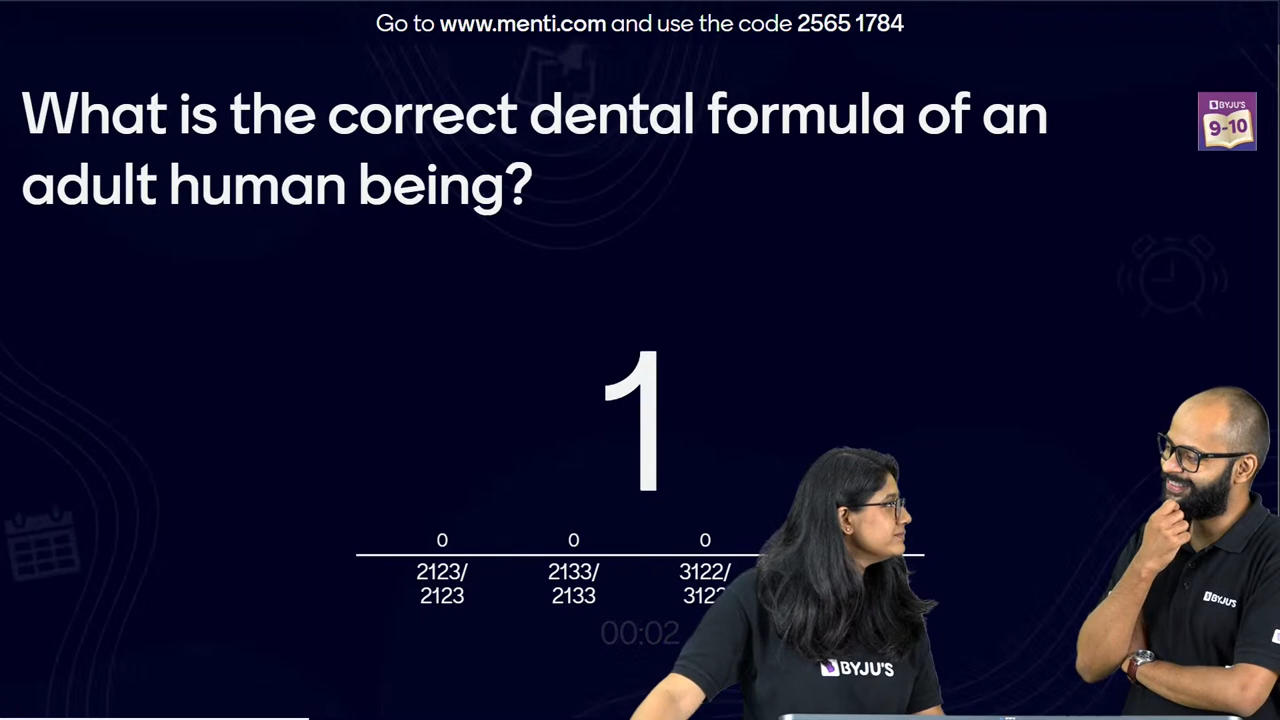 Go to www.menti.com and use the code 2565 1784
What is the correct dental formula of an
adult human being?
BYJU'S
9-10
1
0 0 0
2123/ 2133/ 3122/
2123 2133 3122
00:02
BYJU'S
BYJU'S